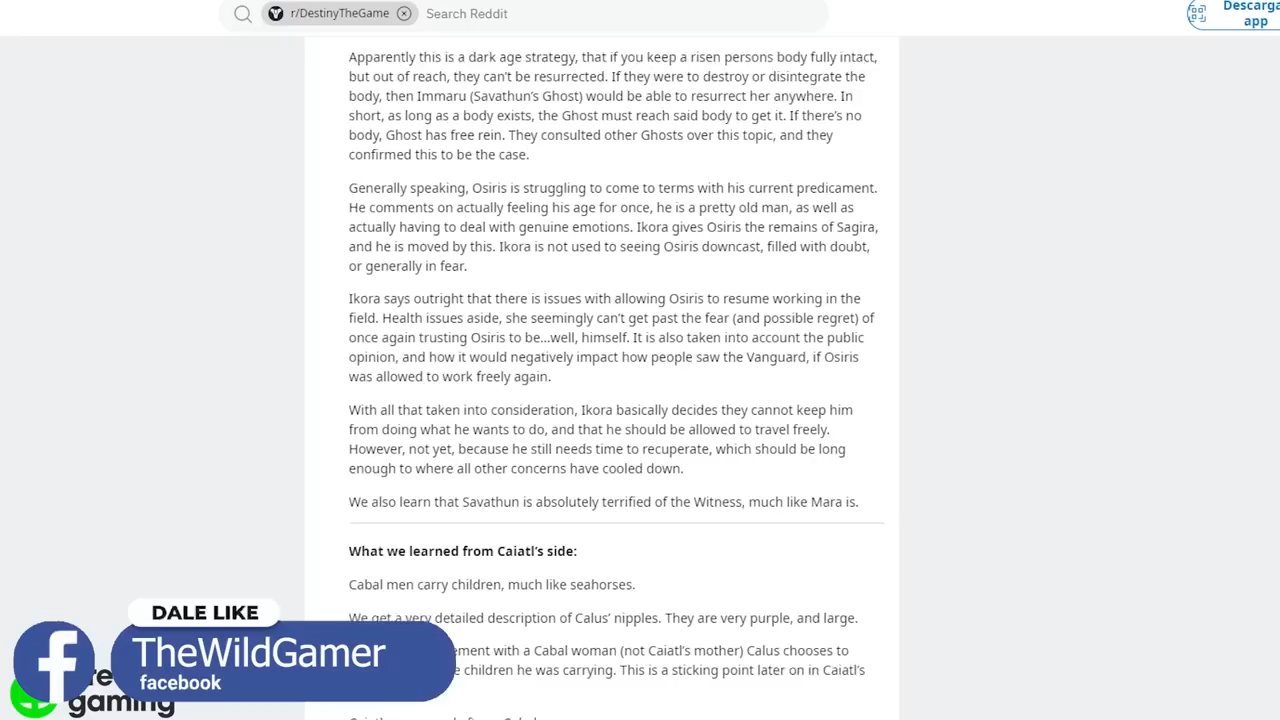 r/DestinyTheGame
Search Reddit
Descarga
app
Apparently this is a dark age strategy, that if you keep a risen persons body fully intact,
but out of reach, they can't be resurrected. If they were to destroy or disintegrate the
body, then Immaru (Savathun's Ghost) would be able to resurrect her anywhere. In
short, as long as a body exists, the Ghost must reach said body to get it. If there's no
body, Ghost has free rein. They consulted other Ghosts over this topic, and they
confirmed this to be the case.
Generally speaking, Osiris is struggling to come to terms with his current predicament.
He comments on actually feeling his age for once, he is a pretty old man, as well as
actually having to deal with genuine emotions. Ikora gives Osiris the remains of Sagira,
and he is moved by this. Ikora is not used to seeing Osiris downcast, filled with doubt,
or generally in fear.
Ikora says outright that there is issues with allowing Osiris to resume working in the
field. Health issues aside, she seemingly can't get past the fear (and possible regret) of
once again trusting Osiris to be...well, himself. It is also taken into account the public
opinion, and how it would negatively impact how people saw the Vanguard, if Osiris
was allowed to work freely again.
With all that taken into consideration, Ikora basically decides they cannot keep him
from doing what he wants to do, and that he should be allowed to travel freely.
However, not yet, because he still needs time to recuperate, which should be long
enough to where all other concerns have cooled down.
We also learn that Savathun is absolutely terrified of the Witness, much like Mara is.
What we learned from Caiatl's side:
Cabal men carry children, much like seahorses.
We get a very detailed description of Calus' nipples. They are very purple, and large.
with a Cabal woman (not Caiatl's mother) Calus chooses to
children he was carrying. This is a sticking point later on in Caiatl's
DALE LIKE
TheWildGamer
facebook
gaming